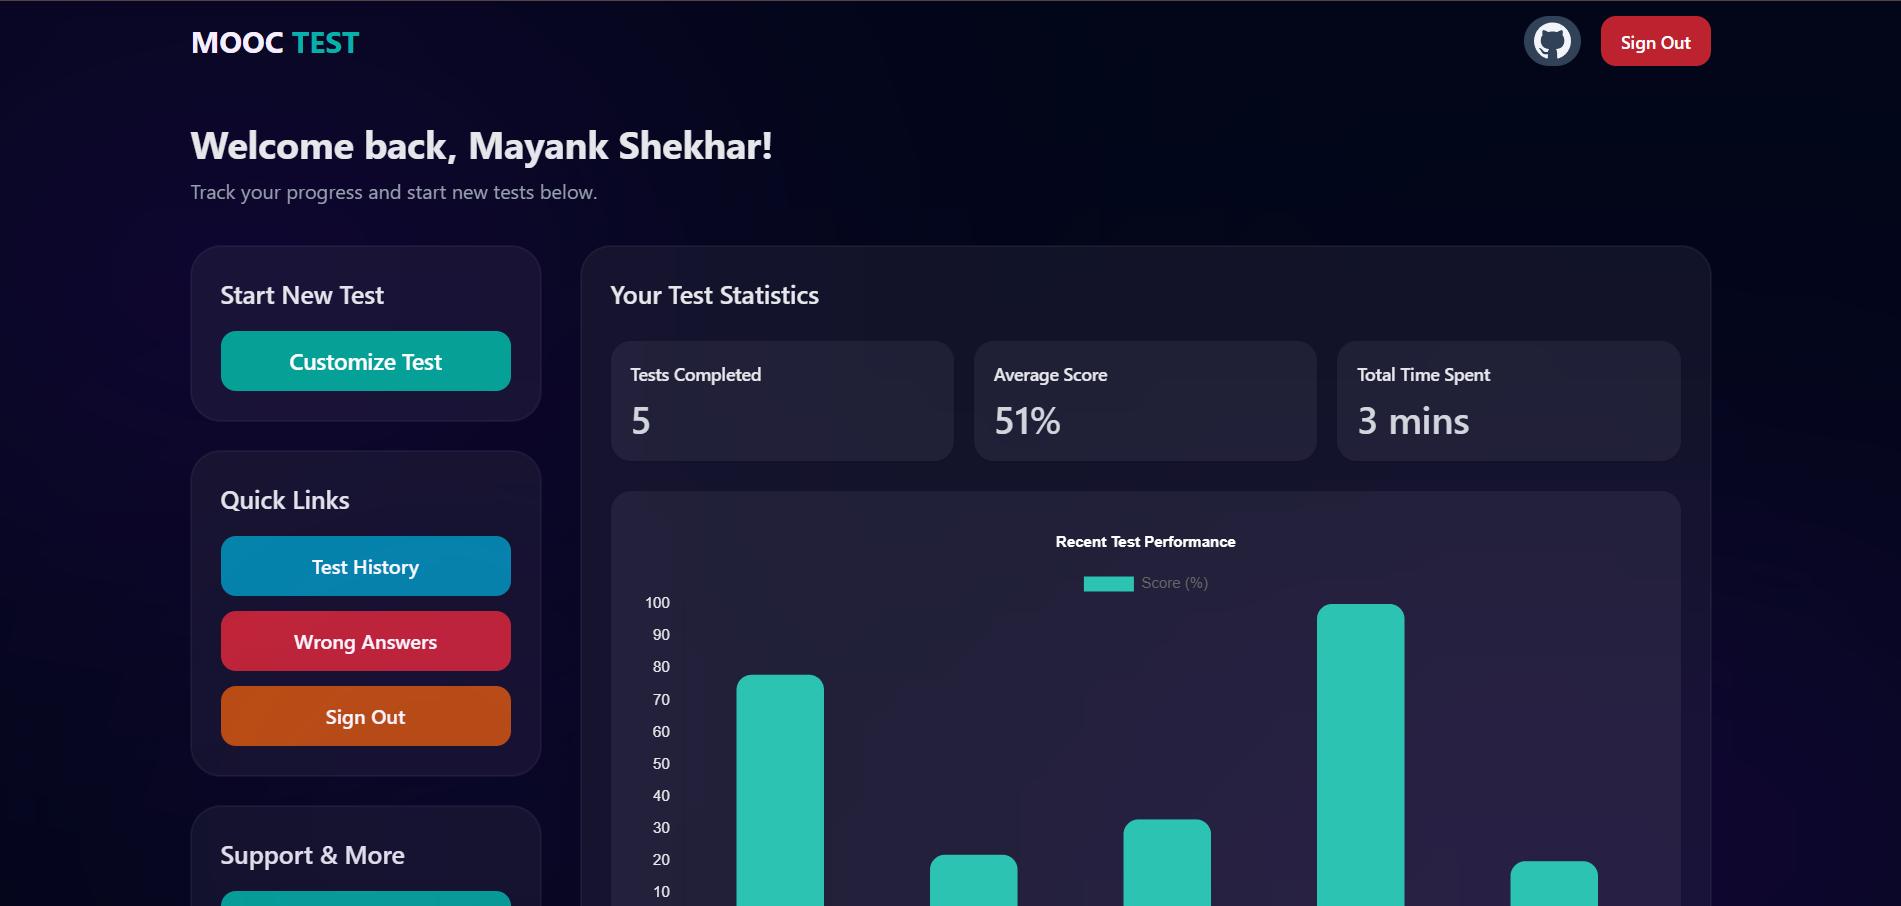 MOOC TEST
Sign Out
Welcome back, Mayank Shekhar!
Track your progress and start new tests below.
Start New Test
Customize Test
Quick Links
Test History
Wrong Answers
Sign Out
Support & More
Your Test Statistics
Tests Completed
5
Average Score
51%
Total Time Spent
3 mins
Recent Test Performance
Score (%)
100
90
80
70
60
50
40
30
20
10